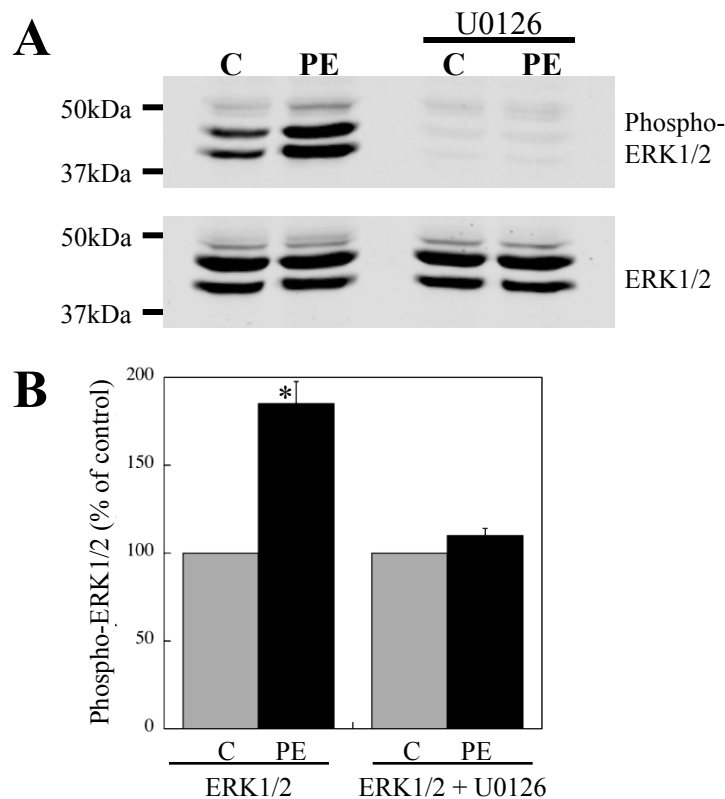 A
U0126
C PE C PE
50kDa
37kDa
Phospho-
ERK1/2
50kDa
37kDa
ERK1/2
B
Phospho-ERK1/2 (% of control)
200
150
100
50
0
*
C PE C PE
ERK1/2 ERK1/2 + U0126